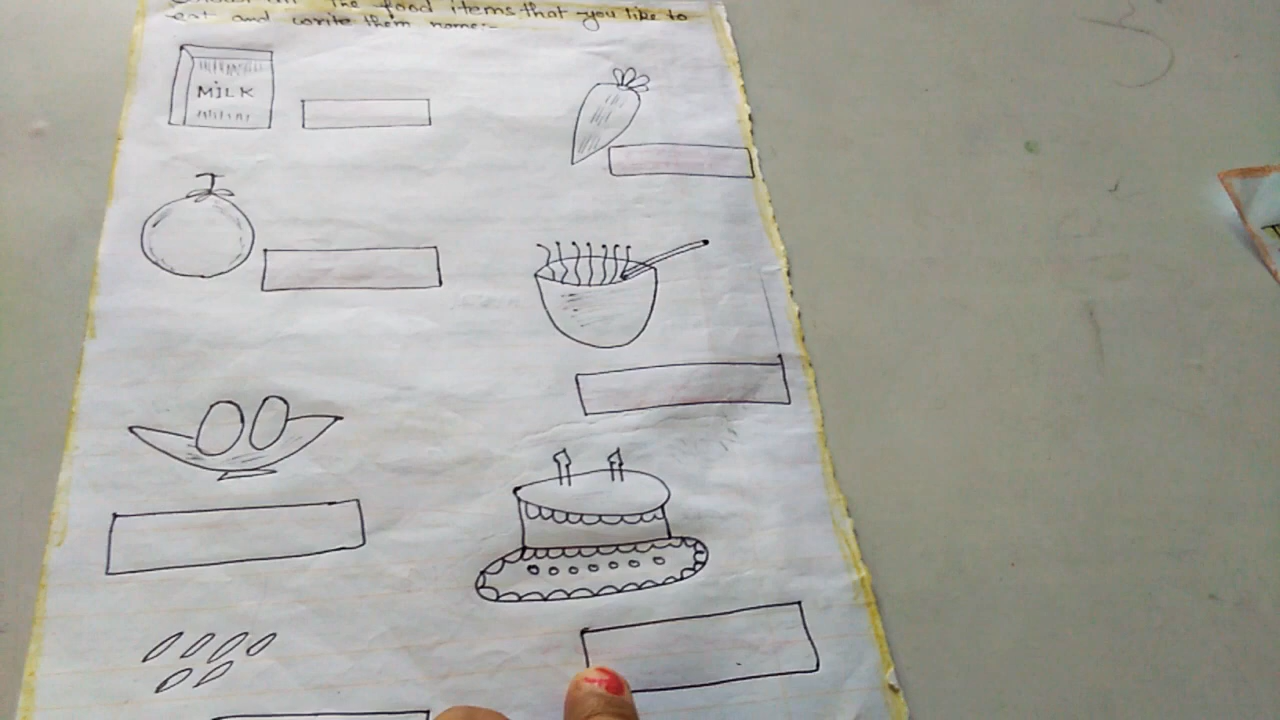 the food items that you like to
eat and write them name:-
MILK